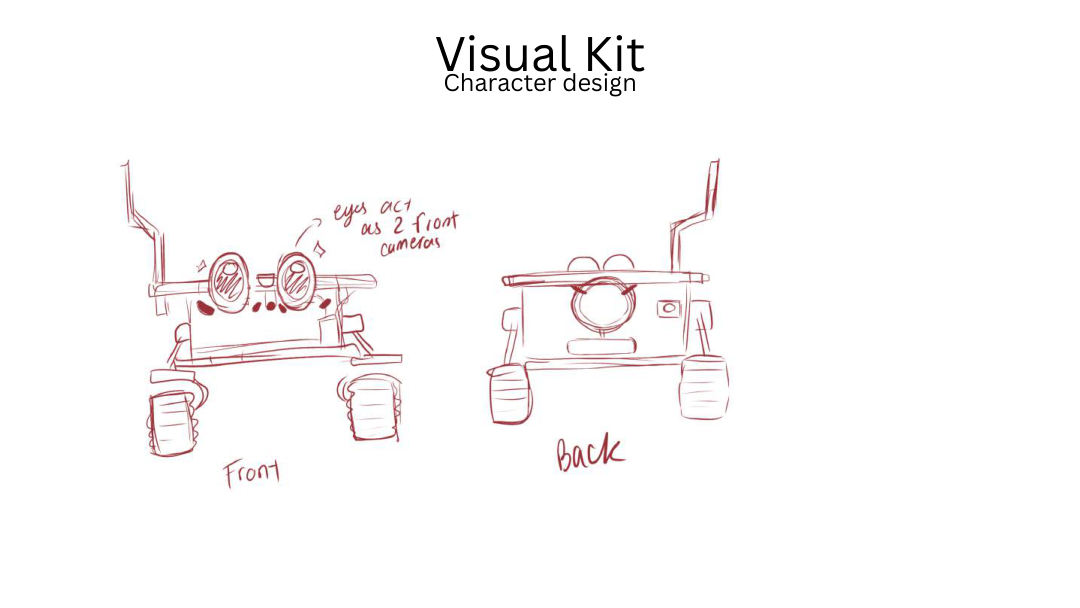 Visual Kit
Character design
eyes act
as 2 front
cameras
Front
Back